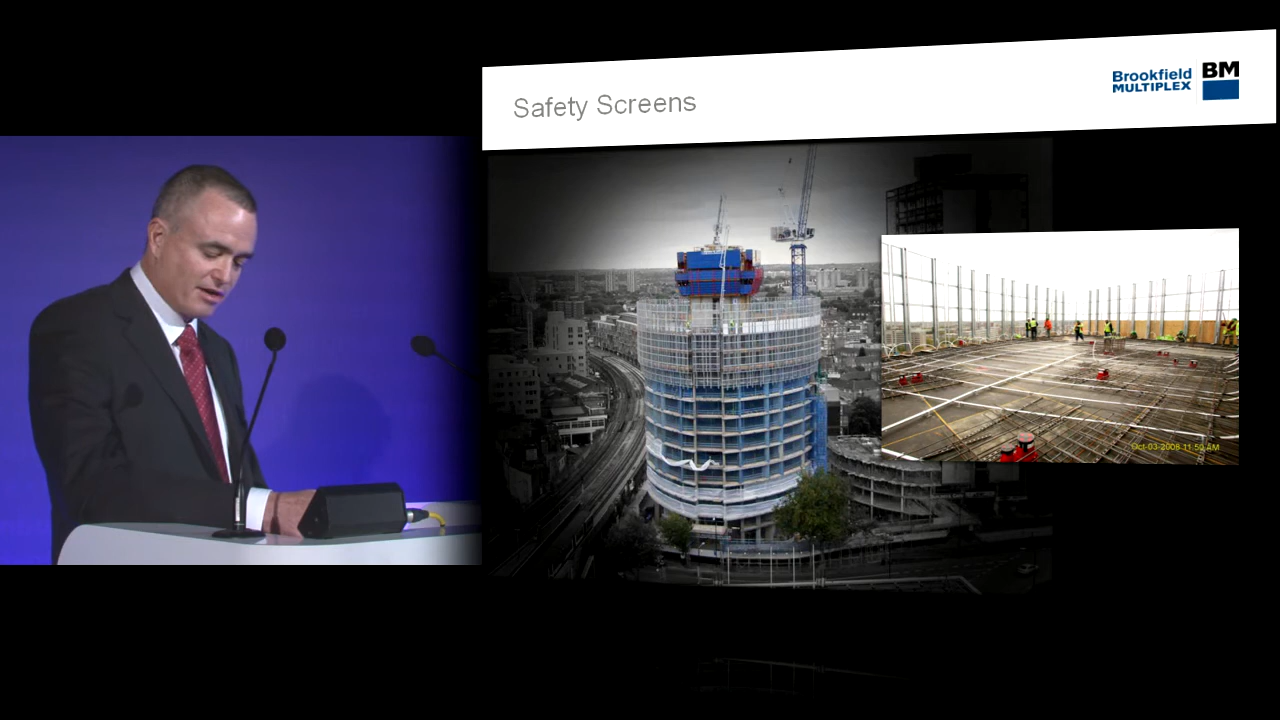 Safety Screens
Brookfield
MULTIPLEX
BM
Oct-03-2008 11:50 AM